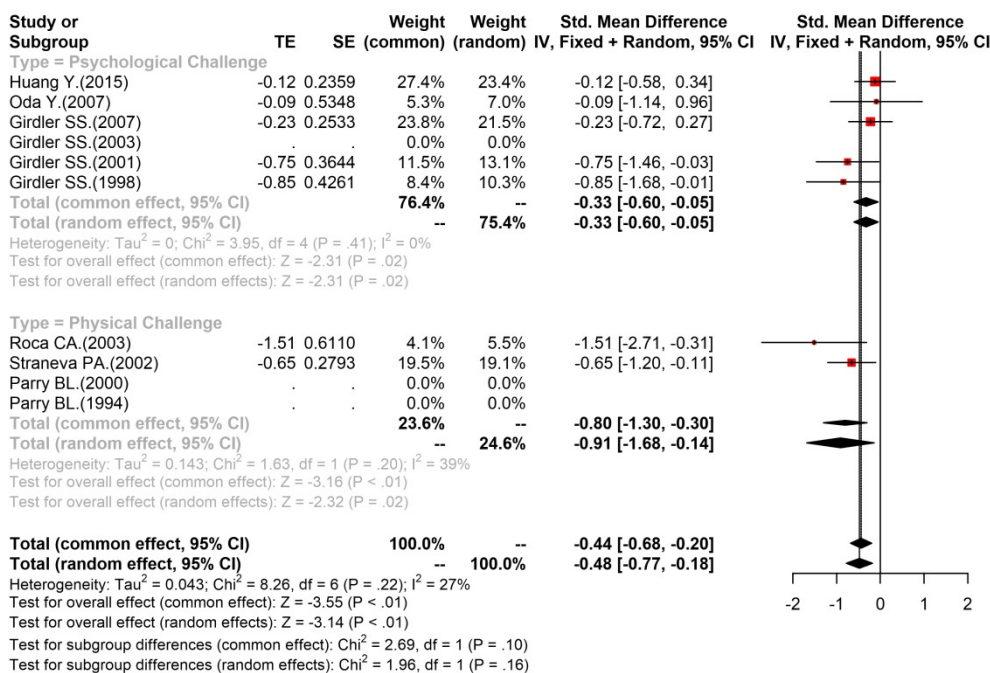 Study or Weight Weight Std. Mean Difference Std. Mean Difference
Subgroup TE SE (common) (random) IV, Fixed + Random, 95% CI IV, Fixed + Random, 95% CI
Type = Psychological Challenge
Huang Y.(2015) -0.12 0.2359 27.4% 23.4% -0.12 [-0.58, 0.34]
Oda Y.(2007) -0.09 0.5348 5.3% 7.0% -0.09 [-1.14, 0.96]
Girdler SS.(2007) -0.23 0.2533 23.8% 21.5% -0.23 [-0.72, 0.27]
Girdler SS.(2003) . . 0.0% 0.0%
Girdler SS.(2001) -0.75 0.3644 11.5% 13.1% -0.75 [-1.46, -0.03]
Girdler SS.(1998) -0.85 0.4261 8.4% 10.3% -0.85 [-1.68, -0.01]
Total (common effect, 95% CI) 76.4% -- -0.33 [-0.60, -0.05]
Total (random effect, 95% CI) -- 75.4% -0.33 [-0.60, -0.05]
Heterogeneity: Tau² = 0; Chi² = 3.95, df = 4 (P = .41); I² = 0%
Test for overall effect (common effect): Z = -2.31 (P = .02)
Test for overall effect (random effects): Z = -2.31 (P = .02)
Type = Physical Challenge
Roca CA.(2003) -1.51 0.6110 4.1% 5.5% -1.51 [-2.71, -0.31]
Straneva PA.(2002) -0.65 0.2793 19.5% 19.1% -0.65 [-1.20, -0.11]
Parry BL.(2000) . . 0.0% 0.0%
Parry BL.(1994) . . 0.0% 0.0%
Total (common effect, 95% CI) 23.6% -- -0.80 [-1.30, -0.30]
Total (random effect, 95% CI) -- 24.6% -0.91 [-1.68, -0.14]
Heterogeneity: Tau² = 0.143; Chi² = 1.63, df = 1 (P = .20); I² = 39%
Test for overall effect (common effect): Z = -3.16 (P < .01)
Test for overall effect (random effects): Z = -2.32 (P = .02)
Total (common effect, 95% CI) 100.0% -- -0.44 [-0.68, -0.20]
Total (random effect, 95% CI) -- 100.0% -0.48 [-0.77, -0.18]
Heterogeneity: Tau² = 0.043; Chi² = 8.26, df = 6 (P = .22); I² = 27%
Test for overall effect (common effect): Z = -3.55 (P < .01)
Test for overall effect (random effects): Z = -3.14 (P < .01)
Test for subgroup differences (common effect): Chi² = 2.69, df = 1 (P = .10)
Test for subgroup differences (random effects): Chi² = 1.96, df = 1 (P = .16)
-2 -1 0 1 2